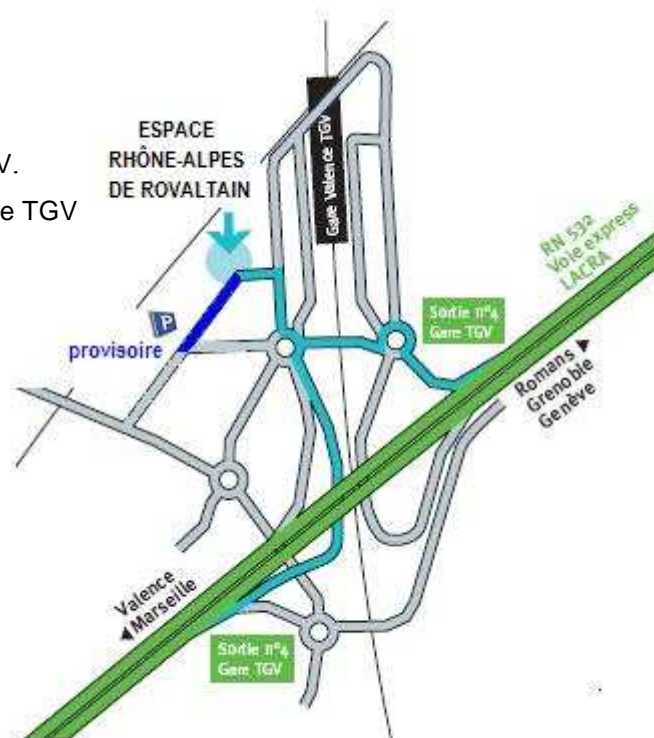 ESPACE
RHÔNE-ALPES
DE ROVALTAIN
V.
e TGV
Gare Valence TGV
RN 532
Voie express
LACRA
Sortie n°4
Gare TGV
P
provisoire
Romans
Grenoble
Genève
Valence
Marseille
Sortie n°4
Gare TGV